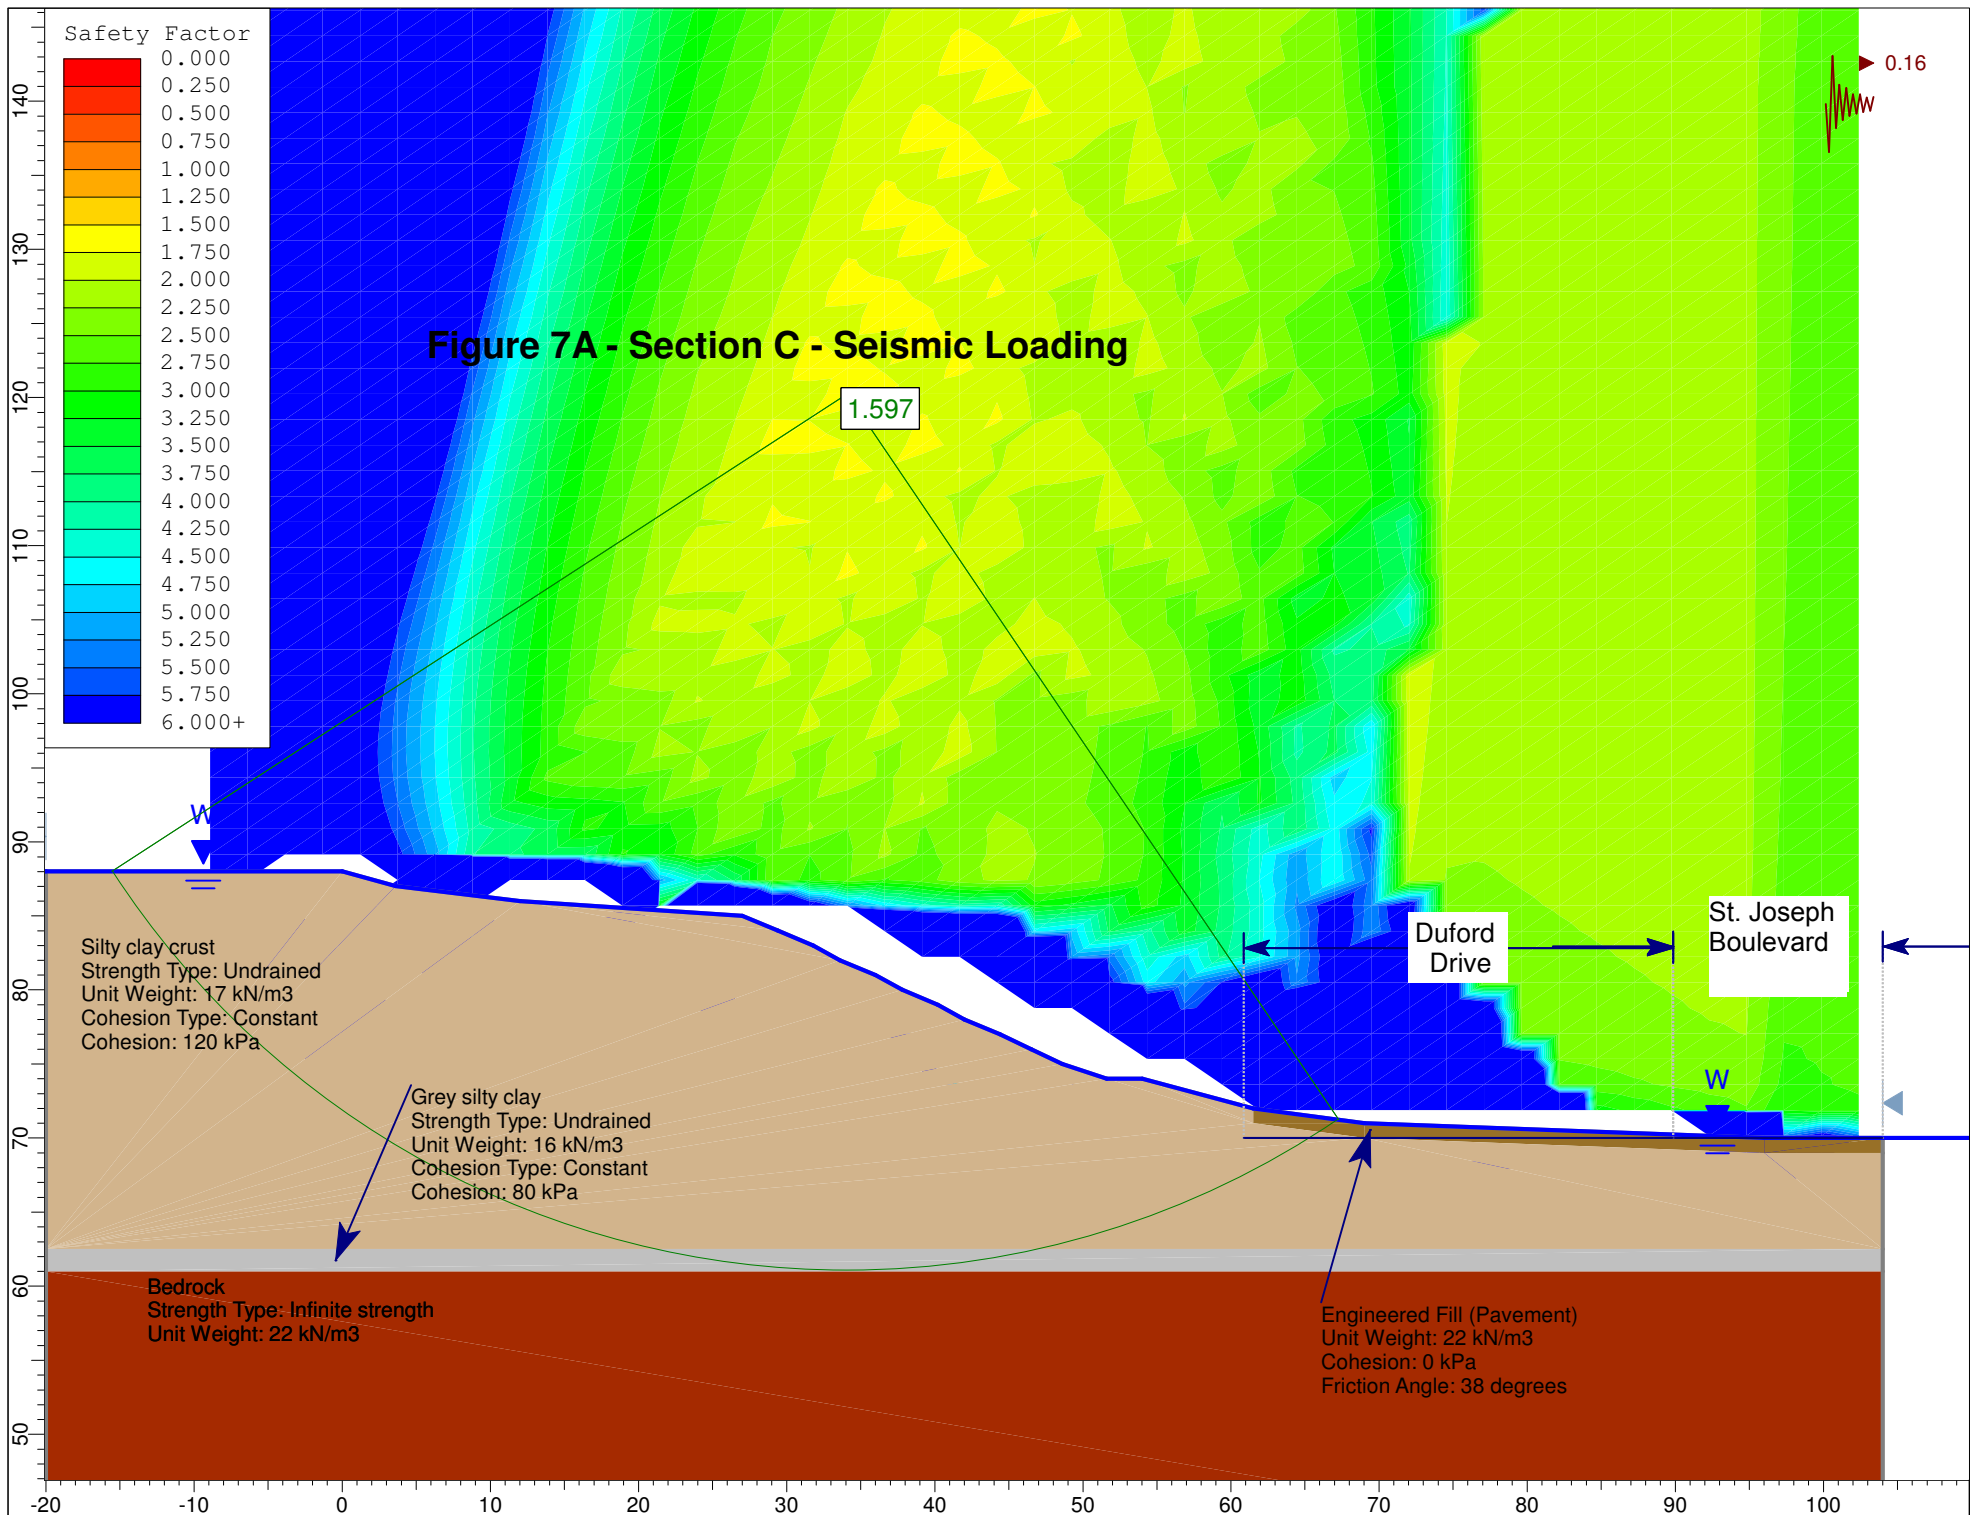 Safety Factor
0.000
0.250
0.500
0.750
1.000
1.250
1.500
1.750
2.000
2.250
2.500
2.750
3.000
3.250
3.500
3.750
4.000
4.250
4.500
4.750
5.000
5.250
5.500
5.750
6.000+
0.16
Figure 7A - Section C - Seismic Loading
1.597
W
Duford
Drive
St. Joseph
Boulevard
W
Silty clay crust
Strength Type: Undrained
Unit Weight: 17 kN/m3
Cohesion Type: Constant
Cohesion: 120 kPa
Grey silty clay
Strength Type: Undrained
Unit Weight: 16 kN/m3
Cohesion Type: Constant
Cohesion: 80 kPa
Bedrock
Strength Type: Infinite strength
Unit Weight: 22 kN/m3
Engineered Fill (Pavement)
Unit Weight: 22 kN/m3
Cohesion: 0 kPa
Friction Angle: 38 degrees
140
130
120
110
100
90
80
70
60
50
-20 -10 0 10 20 30 40 50 60 70 80 90 100